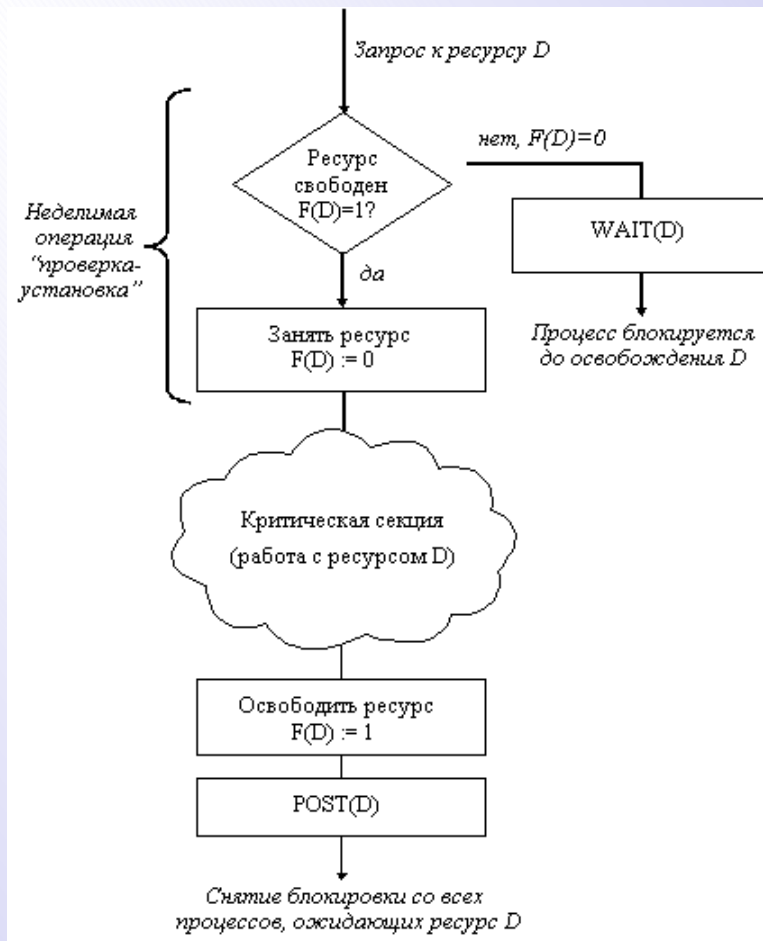 Запрос к ресурсу D
Ресурс
свободен
F(D)=1?
нет, F(D)=0
WAIT(D)
Процесс блокируется
до освобождения D
Неделимая
операция
“проверка-
установка”
да
Занять ресурс
F(D) := 0
Критическая секция
(работа с ресурсом D)
Освободить ресурс
F(D) := 1
POST(D)
Снятие блокировки со всех
процессов, ожидающих ресурс D